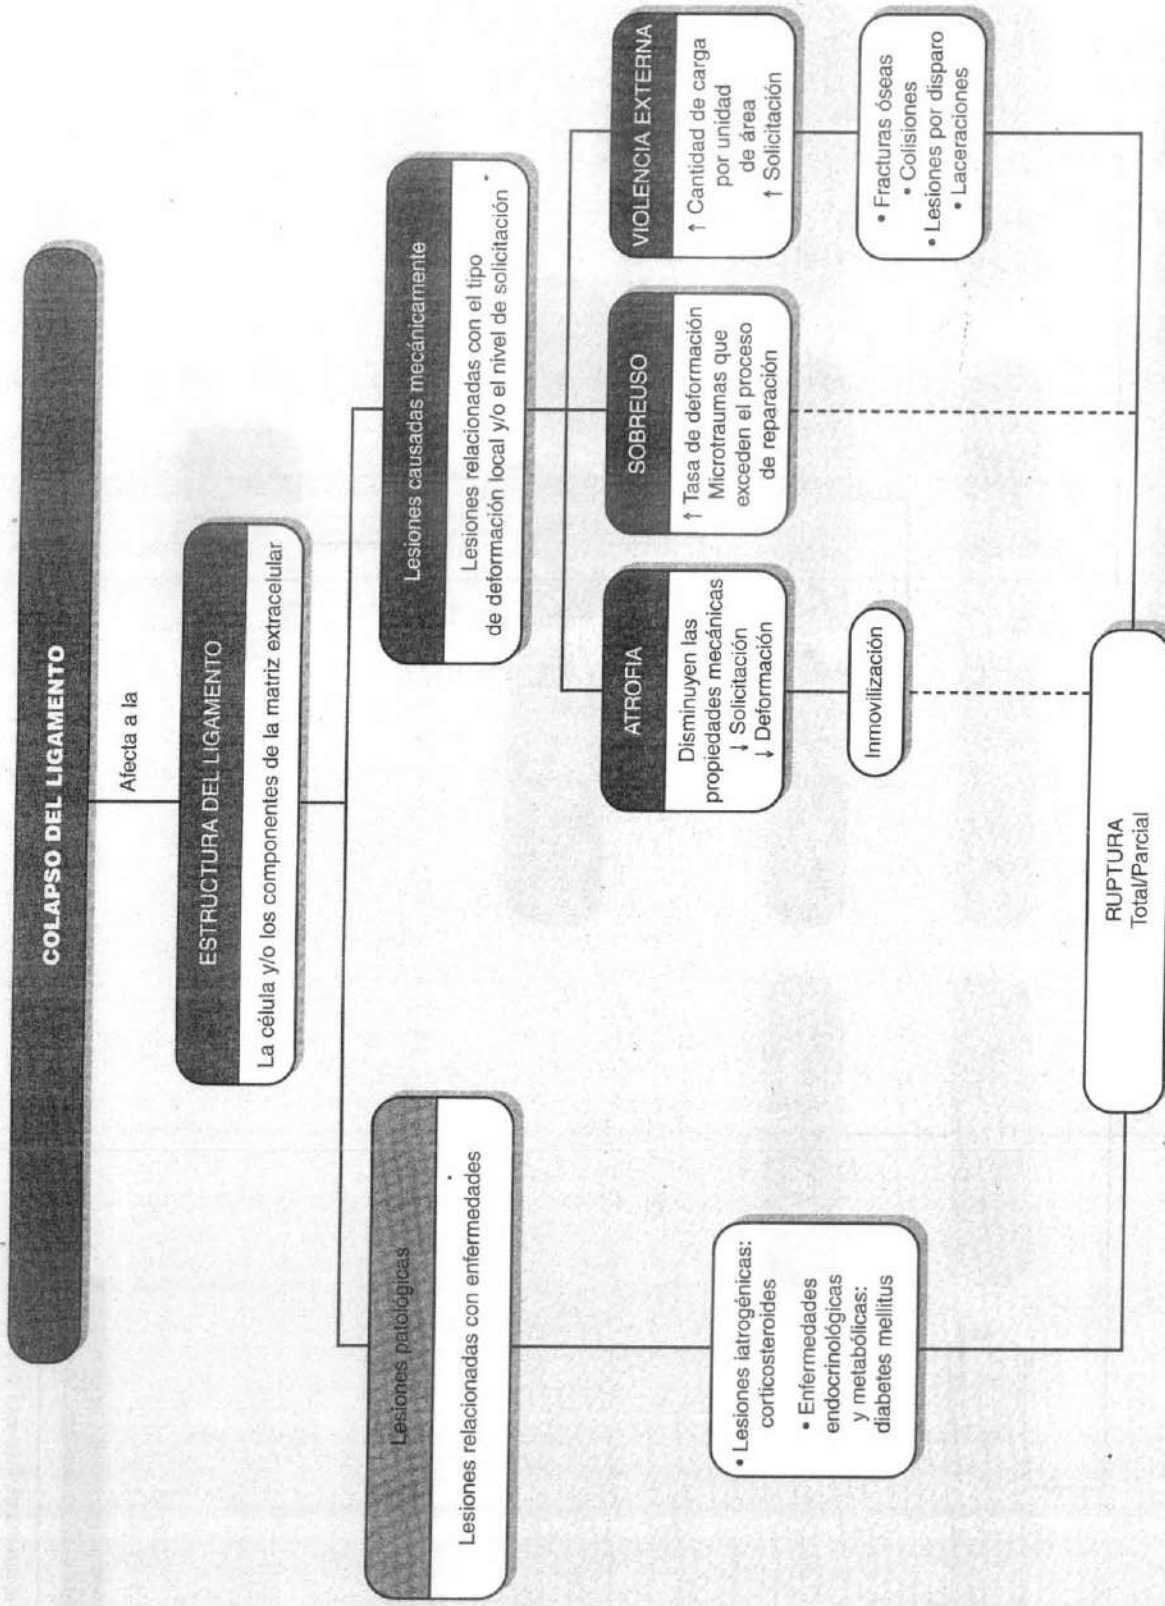 COLAPSO DEL LIGAMENTO
Afecta a la
ESTRUCTURA DEL LIGAMENTO
La célula y/o los componentes de la matriz extracelular
Lesiones patológicas
Lesiones relacionadas con enfermedades
Lesiones causadas mecánicamente
Lesiones relacionadas con el tipo
de deformación local y/o el nivel de solicitación
• Lesiones iatrogénicas:
corticosteroides
• Enfermedades
endocrinológicas
y metabólicas:
diabetes mellitus
ATROFIA
Disminuyen las
propiedades mecánicas
↓ Solicitación
↓ Deformación
Inmovilización
SOBREUSO
↑ Tasa de deformación
Microtraumas que
exceden el proceso
de reparación
VIOLENCIA EXTERNA
↑ Cantidad de carga
por unidad
de área
↑ Solicitación
• Fracturas óseas
• Colisiones
• Lesiones por disparo
• Laceraciones
RUPTURA
Total/Parcial